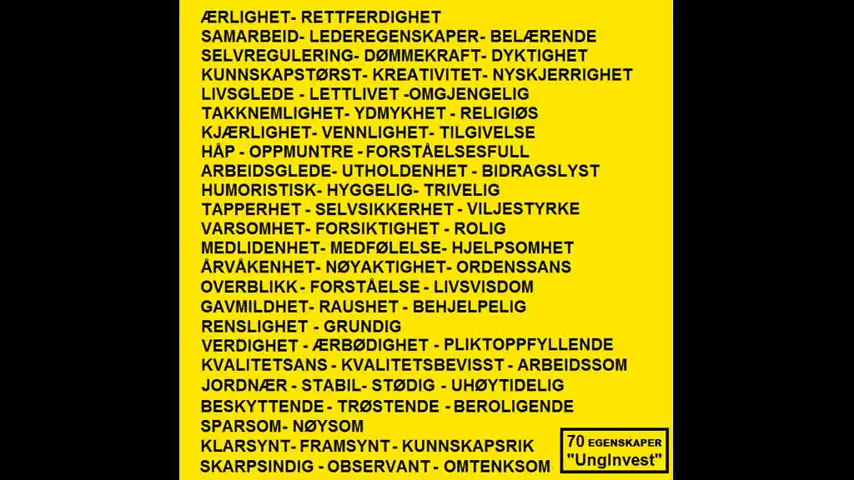 ÆRLIGHET- RETTFERDIGHET
SAMARBEID- LEDEREGENSKAPER- BELÆRENDE
SELVREGULERING- DØMMEKRAFT- DYKTIGHET
KUNNSKAPSTØRST- KREATIVITET- NYSKJERRIGHET
LIVSGLEDE - LETTLIVET -OMGJENGELIG
TAKKNEMLIGHET- YDMYKHET - RELIGIØS
KJÆRLIGHET- VENNLIGHET- TILGIVELSE
HÅP - OPPMUNTRE - FORSTÅELSESFULL
ARBEIDSGLEDE- UTHOLDENHET - BIDRAGSLYST
HUMORISTISK- HYGGELIG- TRIVELIG
TAPPERHET - SELVSIKKERHET - VILJESTYRKE
VARSOMHET- FORSIKTIGHET - ROLIG
MEDLIDENHET- MEDFØLELSE- HJELPSOMHET
ÅRVÅKENHET- NØYAKTIGHET- ORDENSSANS
OVERBLIKK - FORSTÅELSE - LIVSVISDOM
GAVMILDHET- RAUSHET - BEHJELPELIG
RENSLIGHET - GRUNDIG
VERDIGHET - ÆRBØDIGHET - PLIKTOPPFYLLENDE
KVALITETSANS - KVALITETSBEVISST - ARBEIDSSOM
JORDNÆR - STABIL- STØDIG - UHØYTIDELIG
BESKYTTENDE - TRØSTENDE - BEROLIGENDE
SPARSOM- NØYSOM
KLARSYNT- FRAMSYNT - KUNNSKAPSRIK
SKARPSINDIG - OBSERVANT - OMTENKSOM
70 EGENSKAPER
"UngInvest"